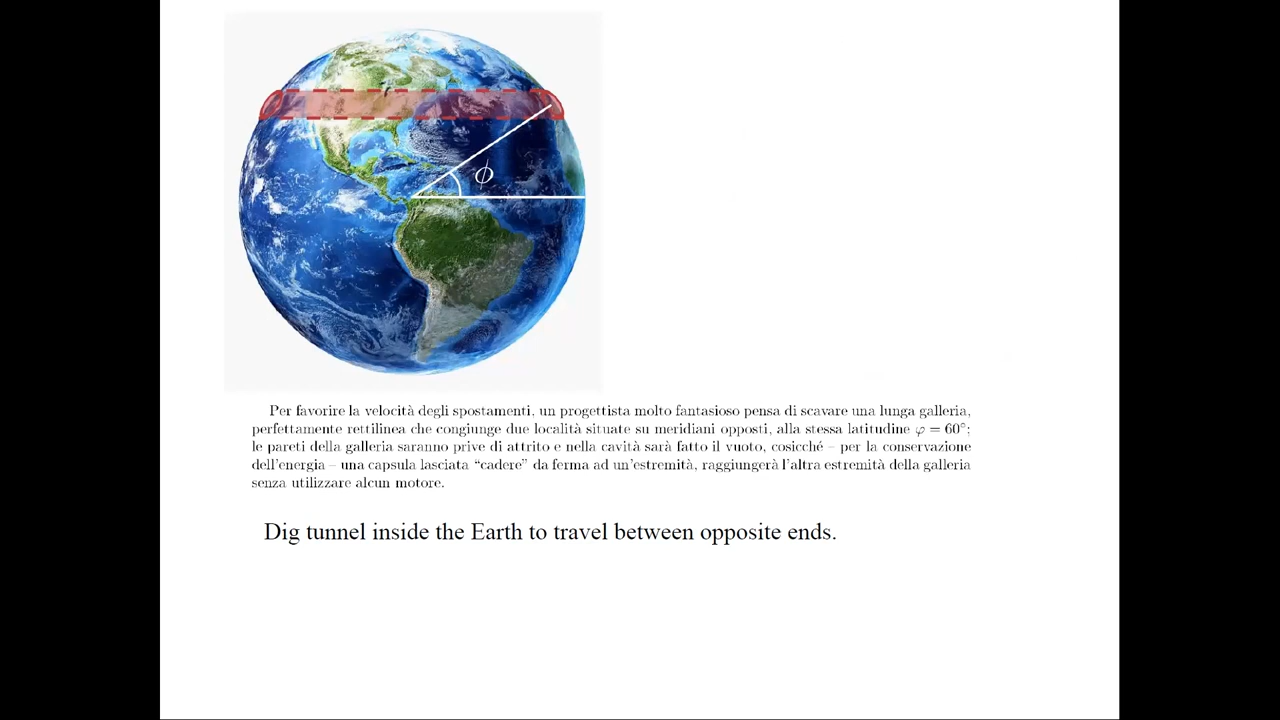 ϕ
Per favorire la velocità degli spostamenti, un progettista molto fantasioso pensa di scavare una lunga galleria,
perfettamente rettilinea che congiunge due località situate su meridiani opposti, alla stessa latitudine φ = 60°;
le pareti della galleria saranno prive di attrito e nella cavità sarà fatto il vuoto, cosicché – per la conservazione
dell'energia – una capsula lasciata “cadere” da ferma ad un'estremità, raggiungerà l'altra estremità della galleria
senza utilizzare alcun motore.
Dig tunnel inside the Earth to travel between opposite ends.